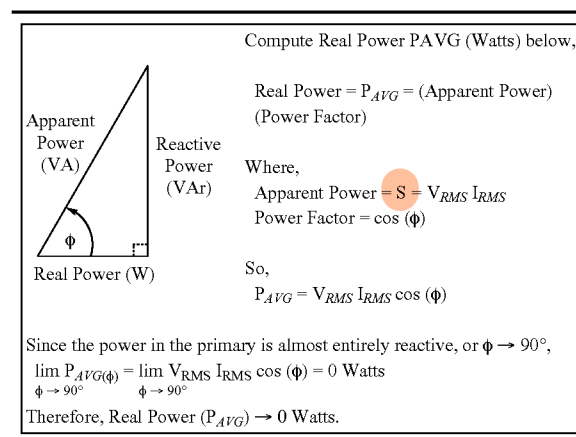 Compute Real Power PAVG (Watts) below,
Real Power = P_AVG = (Apparent Power)
(Power Factor)
Apparent
Power
(VA)
Reactive
Power
(VAr)
ϕ
Real Power (W)
Where,
Apparent Power = S = V_RMS I_RMS
Power Factor = cos (ϕ)
So,
P_AVG = V_RMS I_RMS cos (ϕ)
Since the power in the primary is almost entirely reactive, or ϕ → 90°,
lim P_AVG(ϕ) = lim V_RMS I_RMS cos (ϕ) = 0 Watts
ϕ → 90° ϕ → 90°
Therefore, Real Power (P_AVG) → 0 Watts.